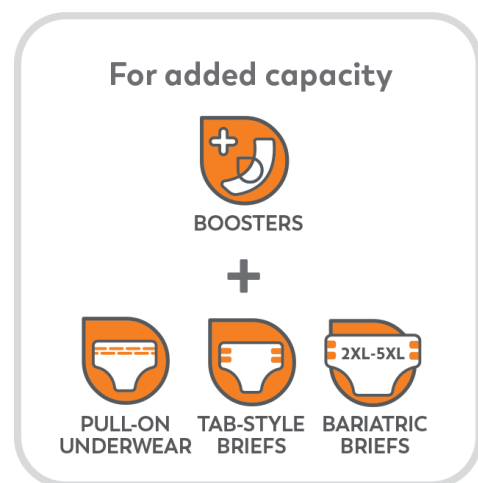 For added capacity
BOOSTERS
+
2XL-5XL
PULL-ON
UNDERWEAR
TAB-STYLE
BRIEFS
BARIATRIC
BRIEFS